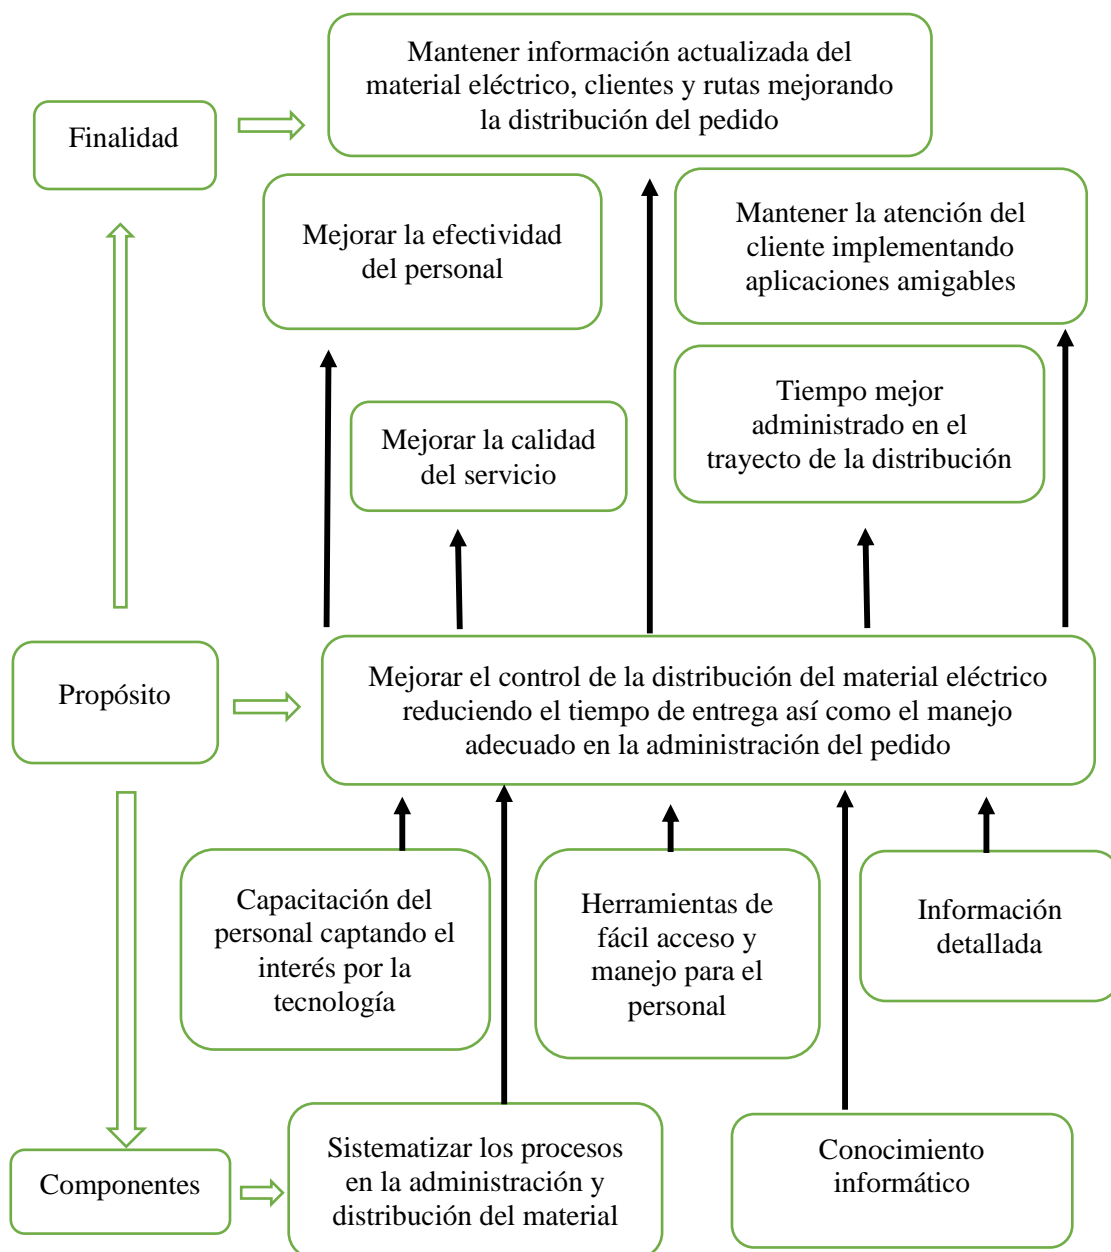 Mantener información actualizada del
material eléctrico, clientes y rutas mejorando
la distribución del pedido
Finalidad
Mejorar la efectividad
del personal
Mantener la atención del
cliente implementando
aplicaciones amigables
Tiempo mejor
administrado en el
trayecto de la distribución
Mejorar la calidad
del servicio
Propósito
Mejorar el control de la distribución del material eléctrico
reduciendo el tiempo de entrega así como el manejo
adecuado en la administración del pedido
Capacitación del
personal captando el
interés por la
tecnología
Herramientas de
fácil acceso y
manejo para el
personal
Información
detallada
Componentes
Sistematizar los procesos
en la administración y
distribución del material
Conocimiento
informático